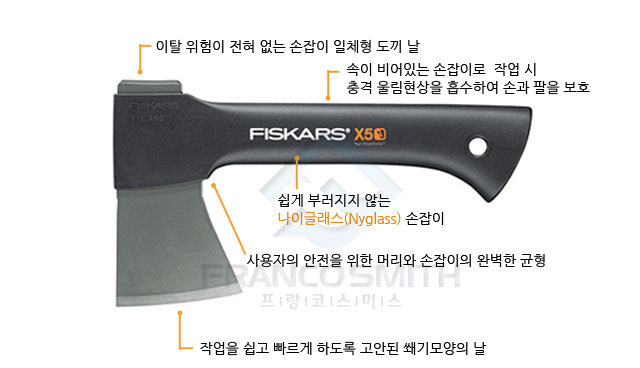 이탈 위험이 전혀 없는 손잡이 일체형 도끼 날
속이 비어있는 손잡이로 작업 시
충격 울림현상을 흡수하여 손과 팔을 보호
FISKARS
FINLAND
FISKARS® X5
쉽게 부러지지 않는
나이글래스(Nyglass) 손잡이
사용자의 안전을 위한 머리와 손잡이의 완벽한 균형
FRANCO SMITH
프|랑|코|스|미|스
작업을 쉽고 빠르게 하도록 고안된 쐐기모양의 날